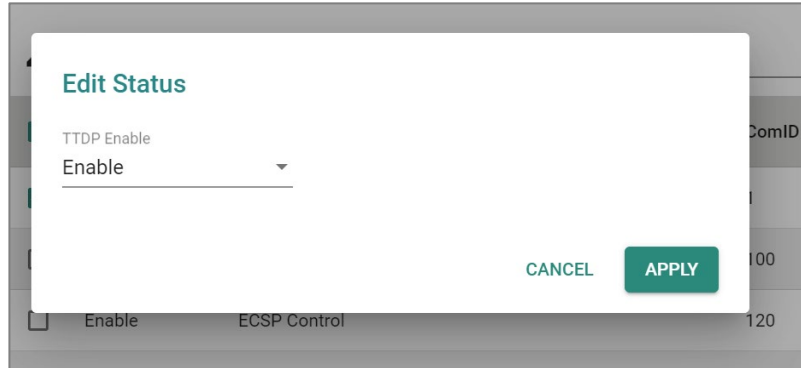 Edit Status
ComID
TTDP Enable
Enable
CANCEL APPLY
100
Enable ECSP Control 120